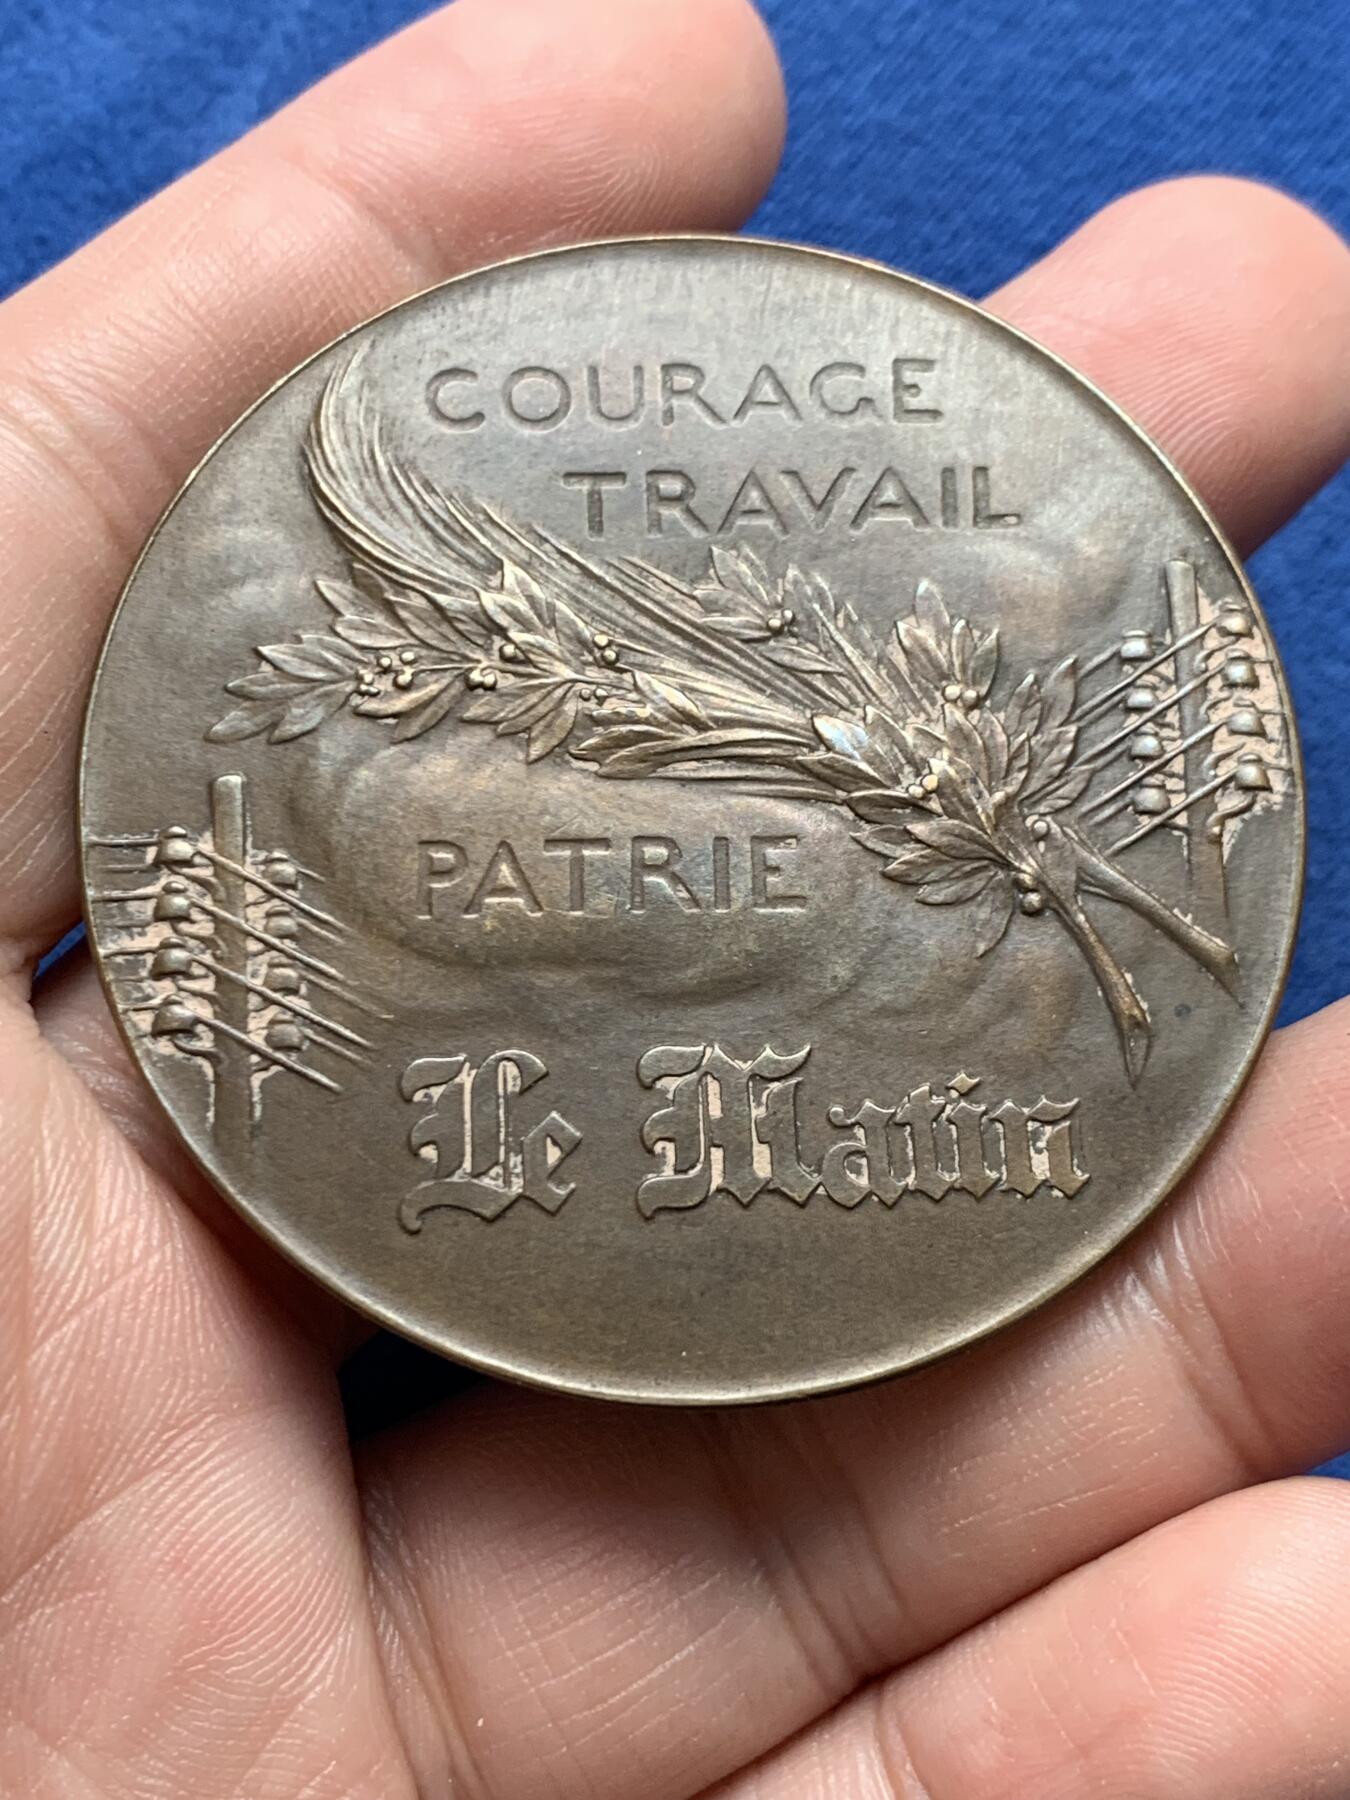 COURAGE
TRAVAIL
PATRIE
Le Matin